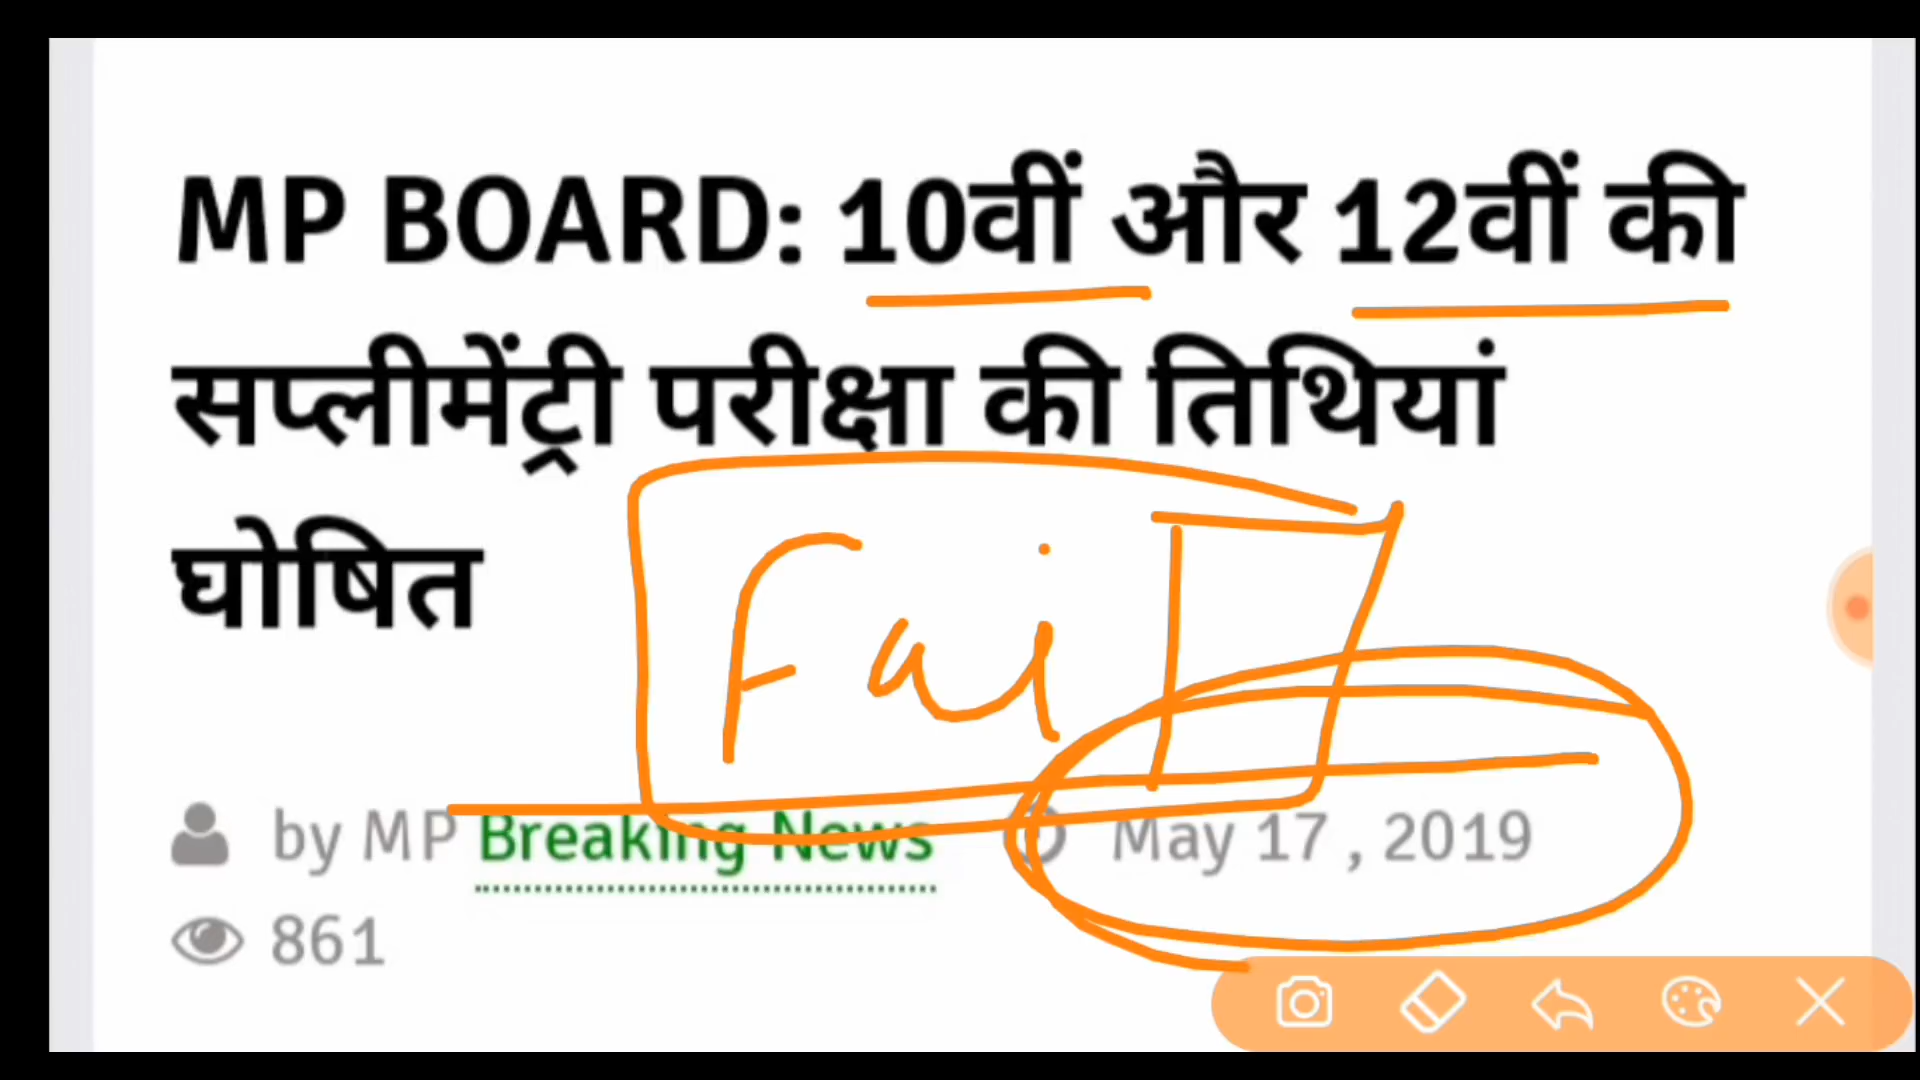 MP BOARD: 10वीं और 12वीं की
सप्लीमेंट्री परीक्षा की तिथियां
घोषित
Fail
by MP Breaking News May 17 , 2019
861